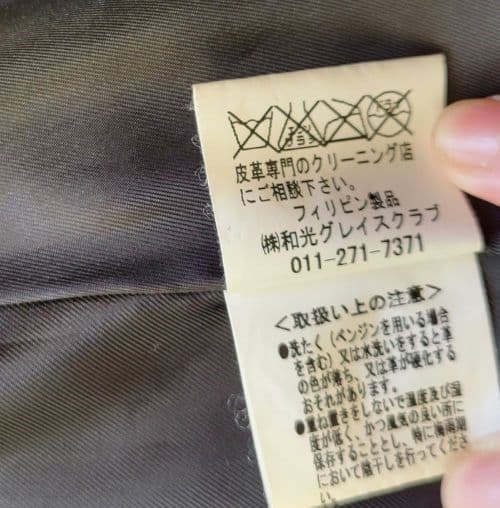 皮革専門のクリーニング店
にご相談下さい。
フィリピン製品
㈱和光グレイスクラブ
011-271-7371
<取扱い上の注意>
●洗たく(ベンジンを用いる場合
を含む)又は水洗いをすると革
の色が落ち、又は革が硬化する
おそれがあります。
●重ね置きをしないで温度及び湿
度が低く、かつ風気の良い所に
保存することとし、特に梅雨期
において陰干しを行ってくださ
い。